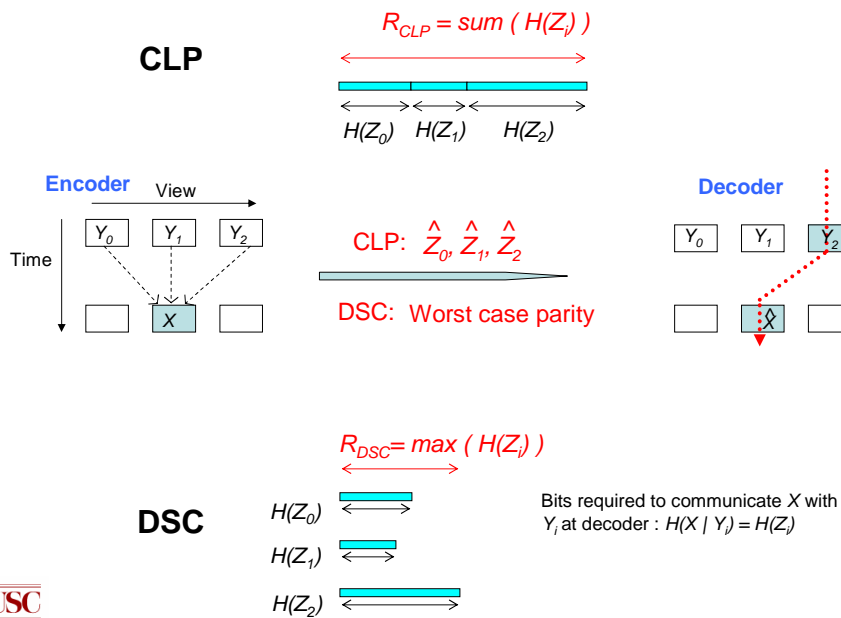 R_CLP = sum ( H(Z_i) )
CLP
H(Z_0) H(Z_1) H(Z_2)
Encoder
View
Decoder
Time
Y_0 Y_1 Y_2
CLP: Ẑ_0, Ẑ_1, Ẑ_2
Y_0 Y_1 Y_2
DSC: Worst case parity
X
X̂
R_DSC = max ( H(Z_i) )
DSC
H(Z_0)
H(Z_1)
H(Z_2)
Bits required to communicate X with
Y_i at decoder : H(X | Y_i) = H(Z_i)
USC